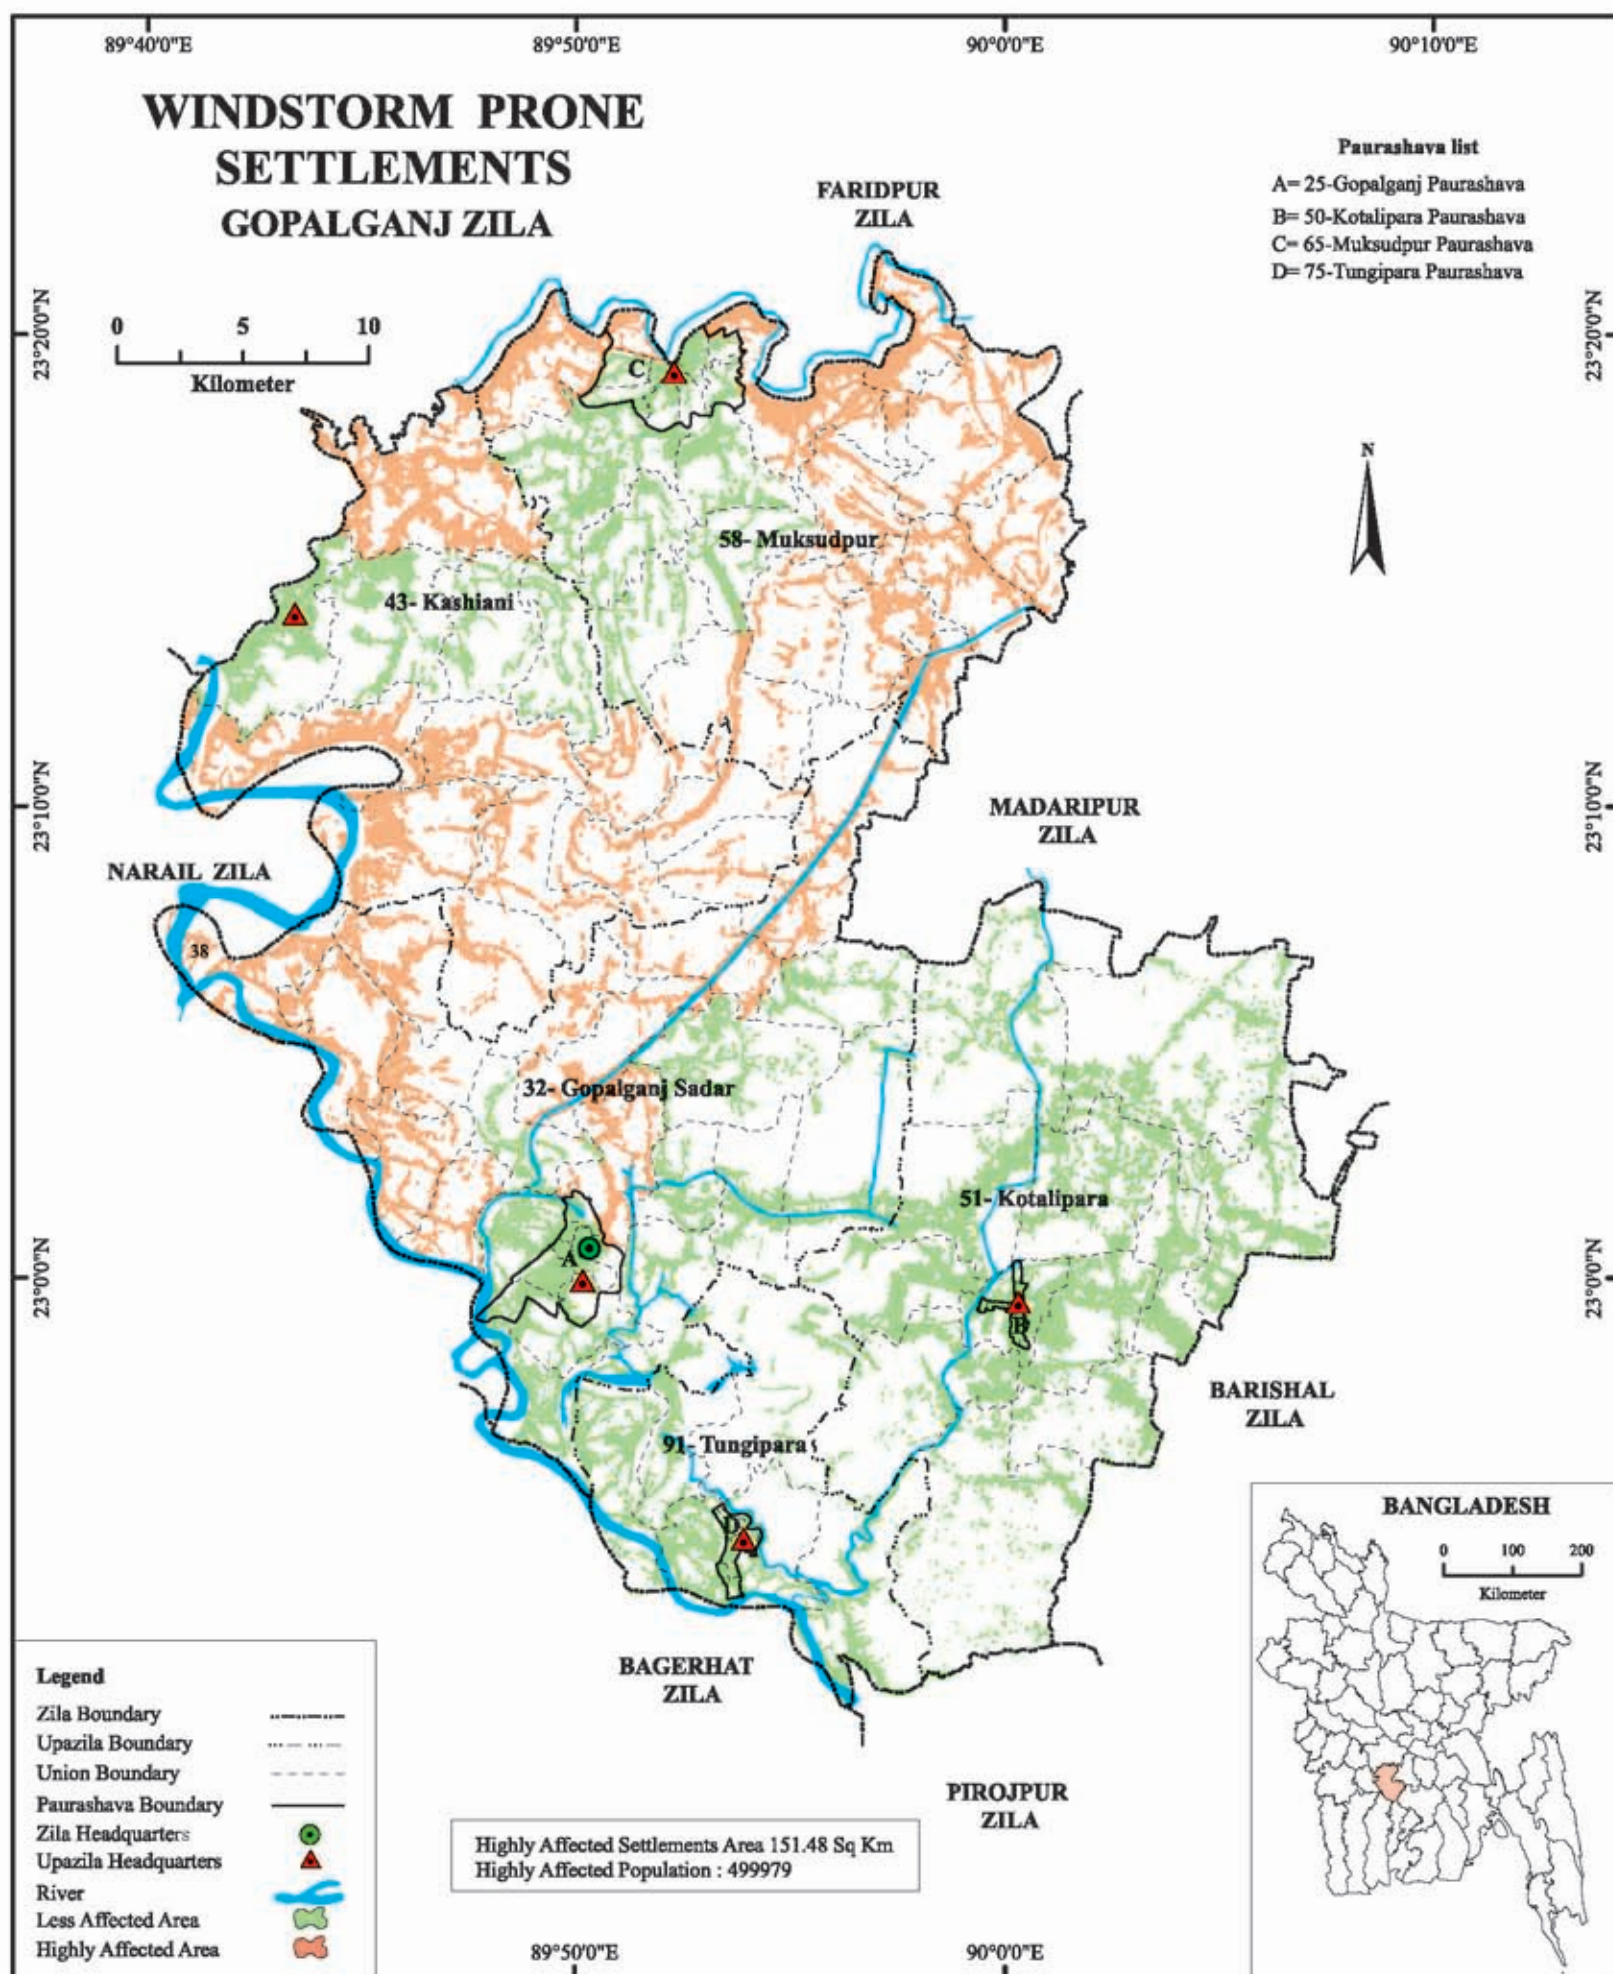 89°40'0"E
89°50'0"E
90°0'0"E
90°10'0"E
WINDSTORM PRONE
SETTLEMENTS
GOPALGANJ ZILA
Paurashava list
A= 25-Gopalganj Paurashava
B= 50-Kotalipara Paurashava
C= 65-Muksudpur Paurashava
D= 75-Tungipara Paurashava
FARIDPUR
ZILA
23°20'0"N
23°20'0"N
0 5 10
Kilometer
C
N
58- Muksudpur
43- Kashiani
23°10'0"N
23°10'0"N
MADARIPUR
ZILA
NARAIL ZILA
38
32- Gopalganj Sadar
51- Kotalipara
A
23°0'0"N
23°0'0"N
B
BARISHAL
ZILA
91- Tungipara
D
BANGLADESH
0 100 200
Kilometer
BAGERHAT
ZILA
PIROJPUR
ZILA
Legend
Zila Boundary
Upazila Boundary
Union Boundary
Paurashava Boundary
Zila Headquarters
Upazila Headquarters
River
Less Affected Area
Highly Affected Area
Highly Affected Settlements Area 151.48 Sq Km
Highly Affected Population : 499979
89°50'0"E
90°0'0"E